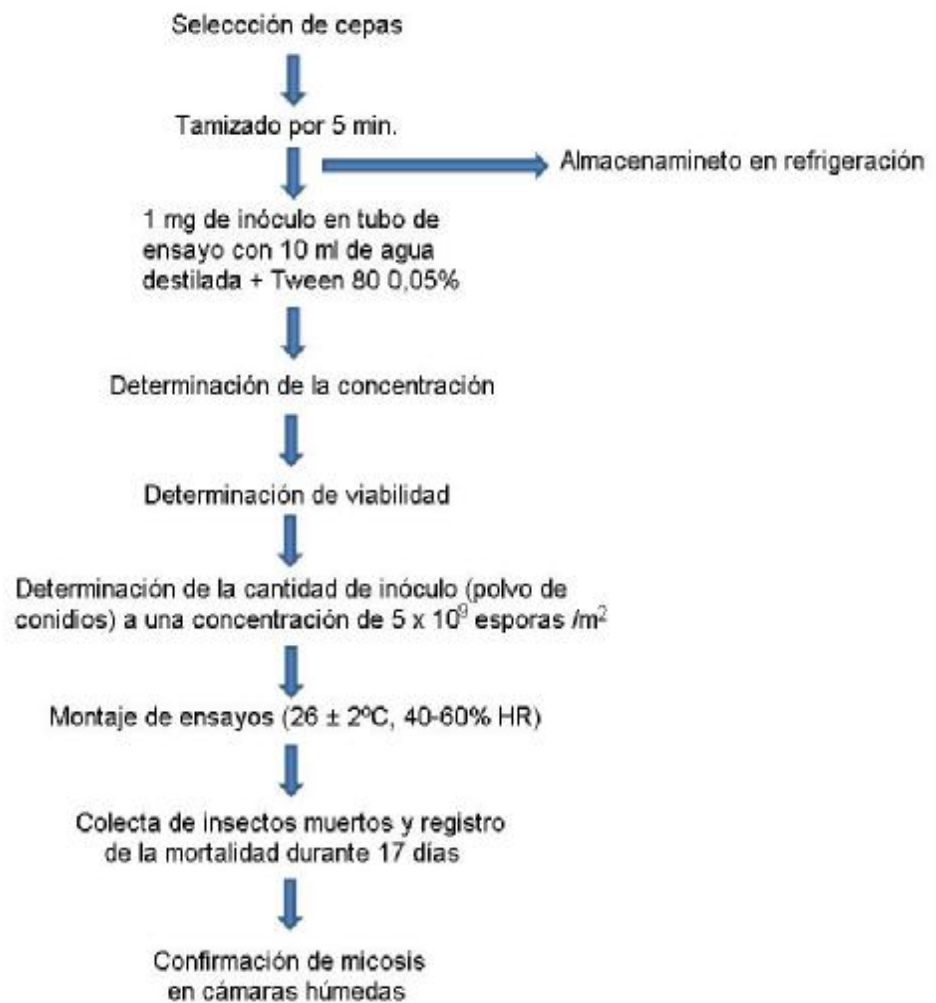 Seleccción de cepas
Tamizado por 5 min.
Almacenamineto en refrigeración
1 mg de inóculo en tubo de
ensayo con 10 ml de agua
destilada + Tween 80 0,05%
Determinación de la concentración
Determinación de viabilidad
Determinación de la cantidad de inóculo (polvo de
conidios) a una concentración de 5 x 10⁹ esporas /m²
Montaje de ensayos (26 ± 2ºC, 40-60% HR)
Colecta de insectos muertos y registro
de la mortalidad durante 17 días
Confirmación de micosis
en cámaras húmedas